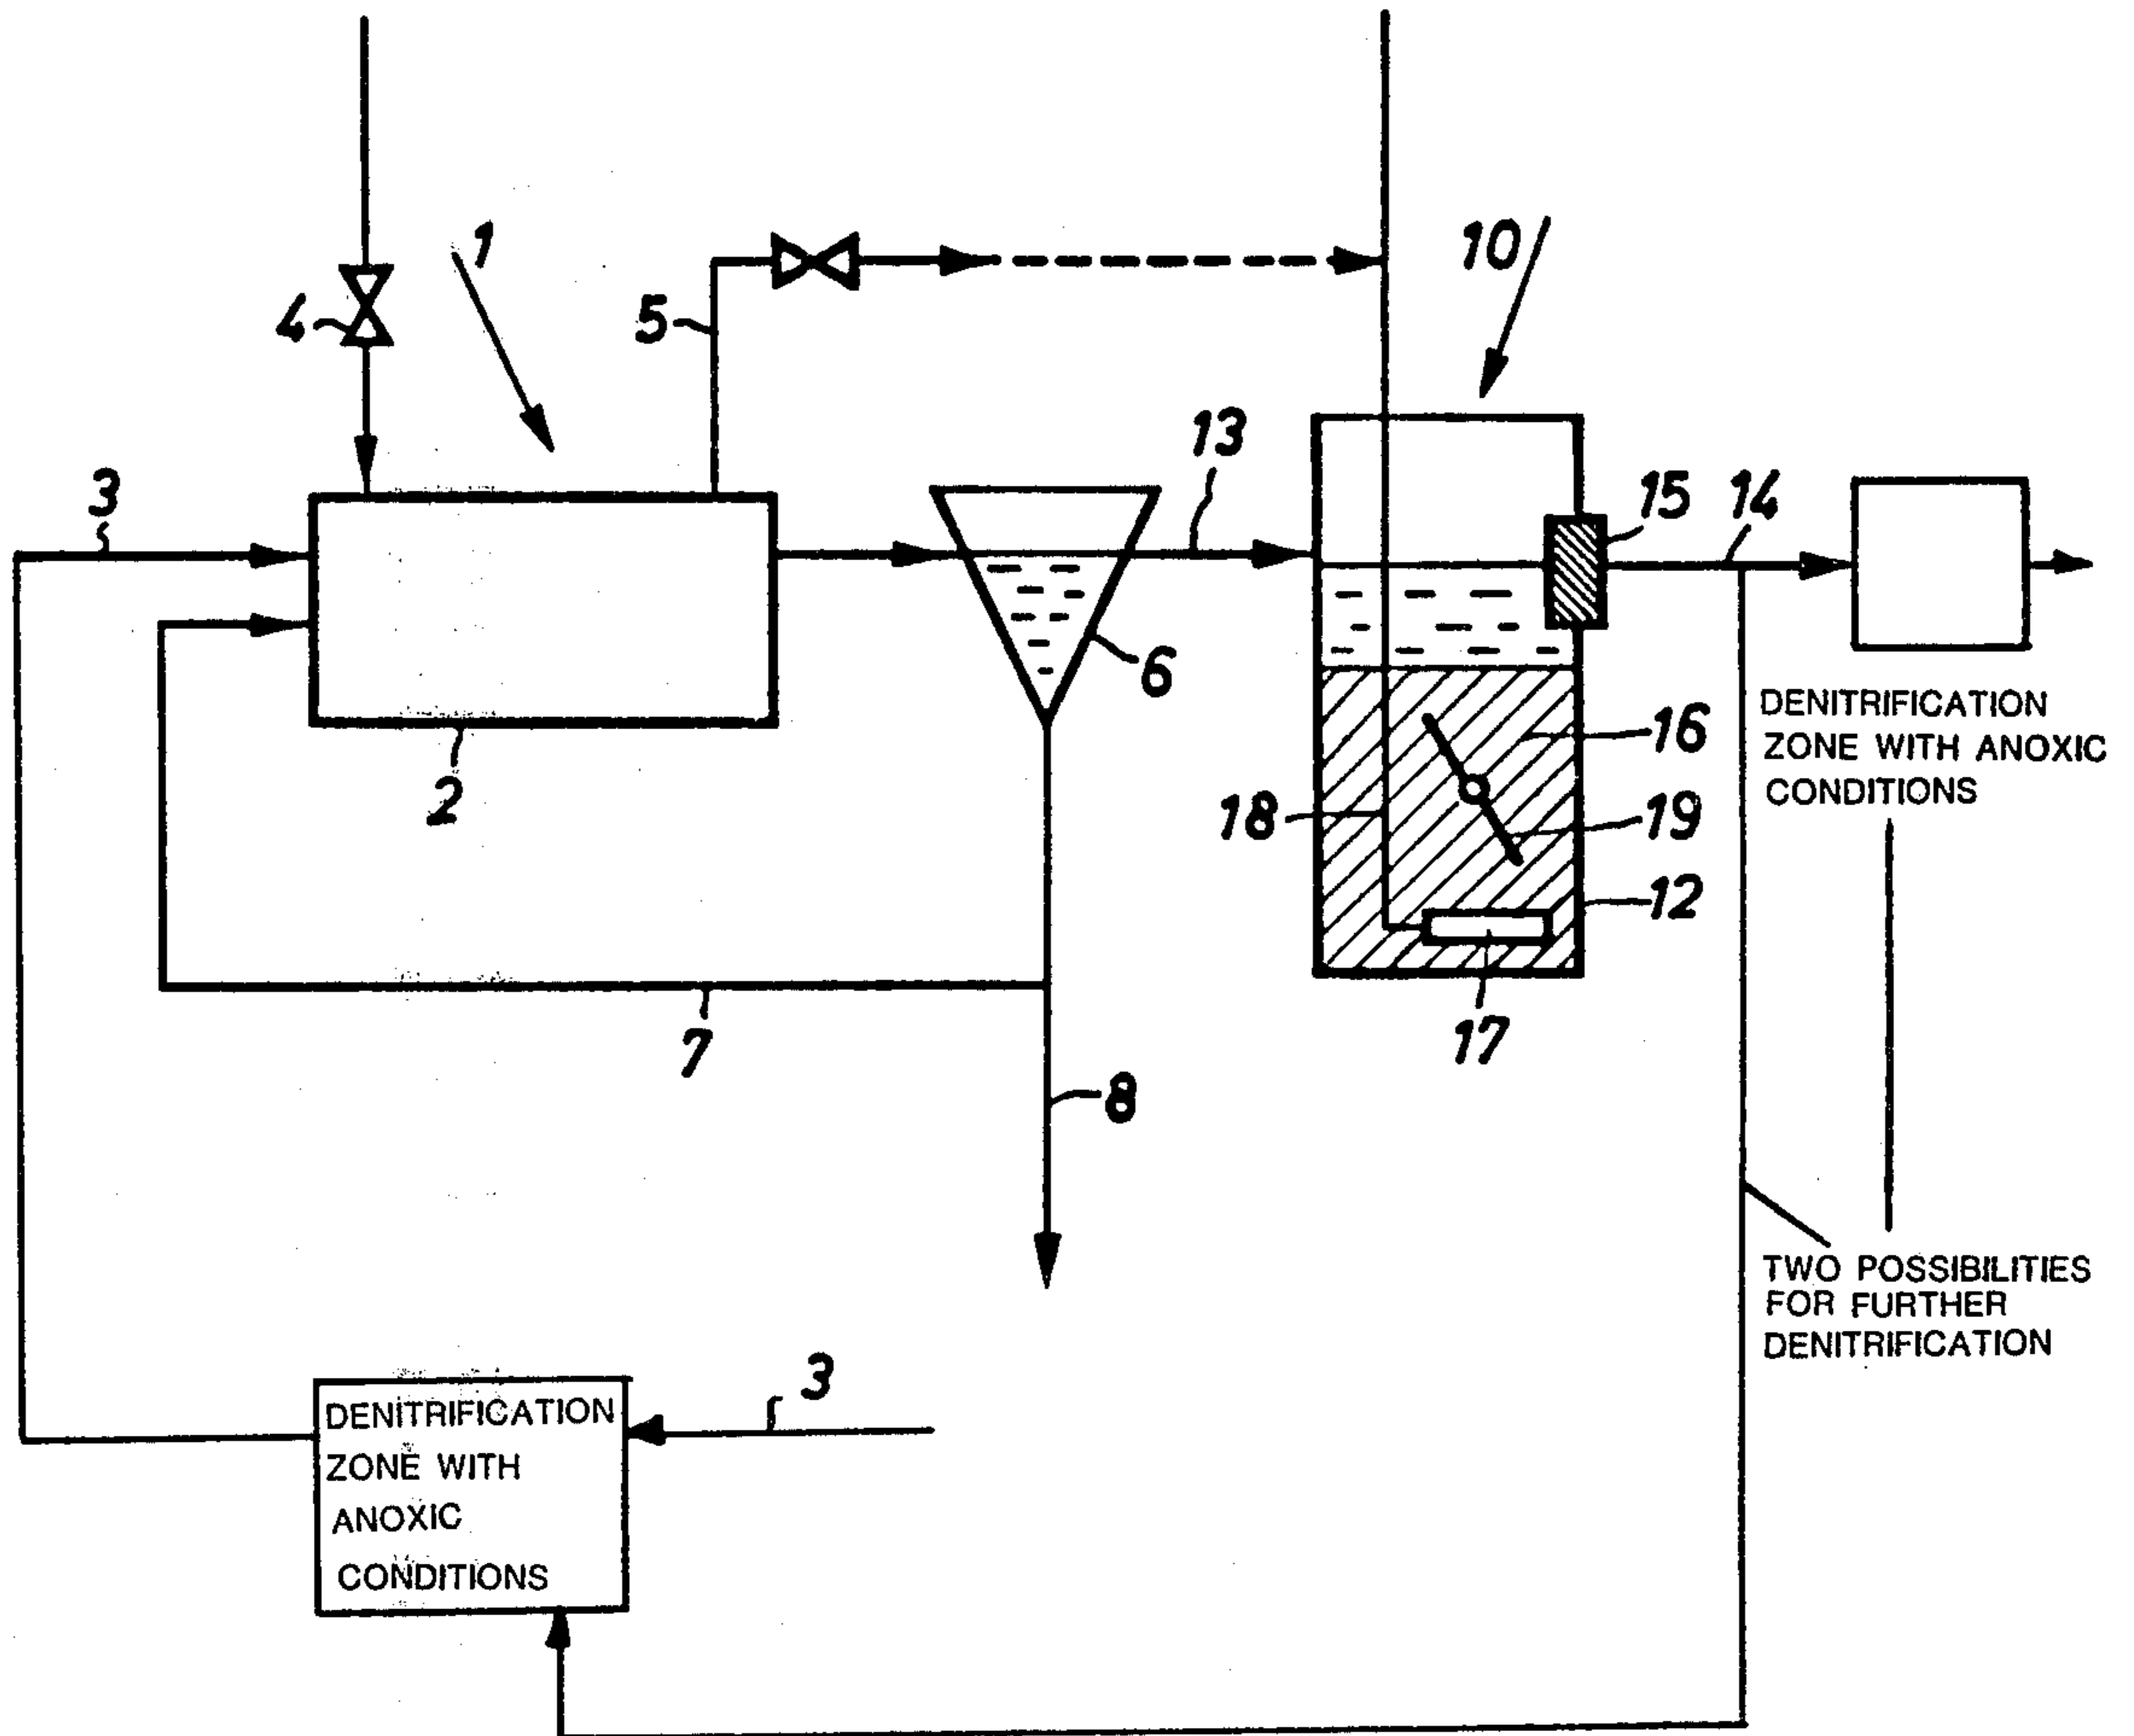 1
10
4
5
13
3
15
14
6
2
DENITRIFICATION
ZONE WITH ANOXIC
CONDITIONS
16
18
19
12
17
7
8
TWO POSSIBILITIES
FOR FURTHER
DENITRIFICATION
3
DENITRIFICATION
ZONE WITH
ANOXIC
CONDITIONS